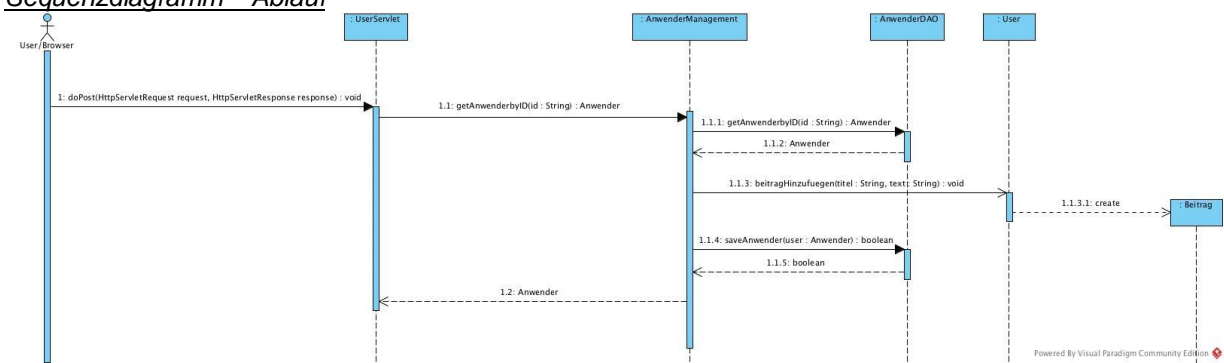 Sequenzdiagramm – Ablauf
: UserServlet
: AnwenderManagement
: AnwenderDAO
: User
User/Browser
1: doPost(HttpServletRequest request, HttpServletResponse response) : void
1.1: getAnwenderbyID(id : String) : Anwender
1.1.1: getAnwenderbyID(id : String) : Anwender
1.1.2: Anwender
1.1.3: beitragHinzufuegen(titel : String, text : String) : void
1.1.3.1: create
: Beitrag
1.1.4: saveAnwender(user : Anwender) : boolean
1.1.5: boolean
1.2: Anwender
Powered By Visual Paradigm Community Edition